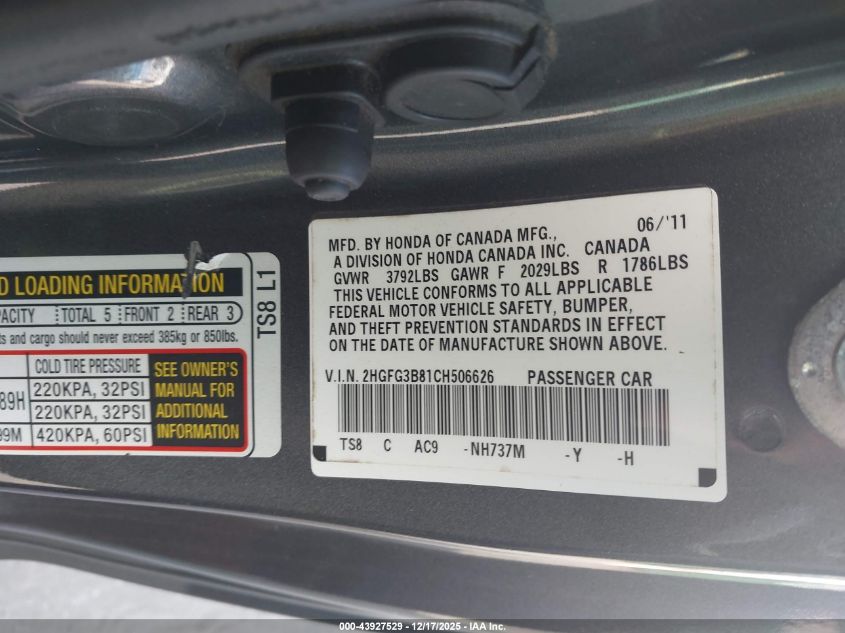 D LOADING INFORMATION
PACITY TOTAL 5 FRONT 2 REAR 3
ts and cargo should never exceed 385kg or 850lbs.
COLD TIRE PRESSURE
SEE OWNER'S
MANUAL FOR
ADDITIONAL
INFORMATION
89H 220KPA, 32PSI
220KPA, 32PSI
99M 420KPA, 60PSI
TS8 L1
06/'11
MFD. BY HONDA OF CANADA MFG.,
A DIVISION OF HONDA CANADA INC. CANADA
GVWR 3792LBS GAWR F 2029LBS R 1786LBS
THIS VEHICLE CONFORMS TO ALL APPLICABLE
FEDERAL MOTOR VEHICLE SAFETY, BUMPER,
AND THEFT PREVENTION STANDARDS IN EFFECT
ON THE DATE OF MANUFACTURE SHOWN ABOVE.
V.I.N. 2HGFG3B81CH506626 PASSENGER CAR
TS8 C AC9 -NH737M -Y -H
000-43927529 - 12/17/2025 - IAA Inc.